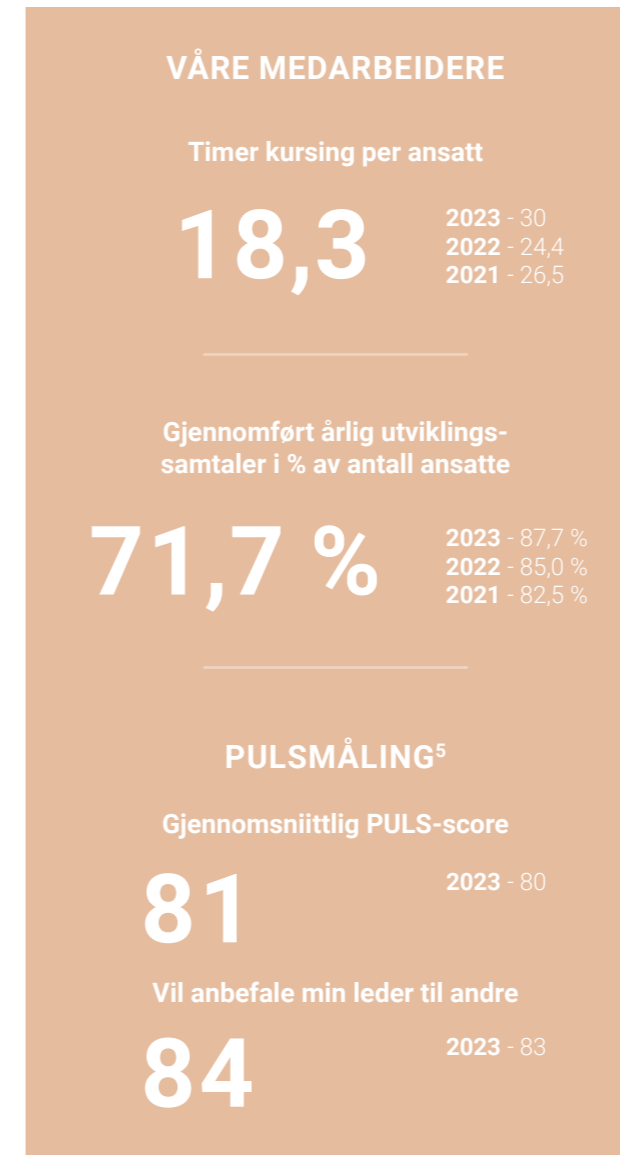 VÅRE MEDARBEIDERE
Timer kursing per ansatt
18,3
2023 - 30
2022 - 24,4
2021 - 26,5
Gjennomført årlig utviklings-
samtaler i % av antall ansatte
71,7 %
2023 - 87,7 %
2022 - 85,0 %
2021 - 82,5 %
PULSMÅLING⁵
Gjennomsniittlig PULS-score
81
2023 - 80
Vil anbefale min leder til andre
84
2023 - 83